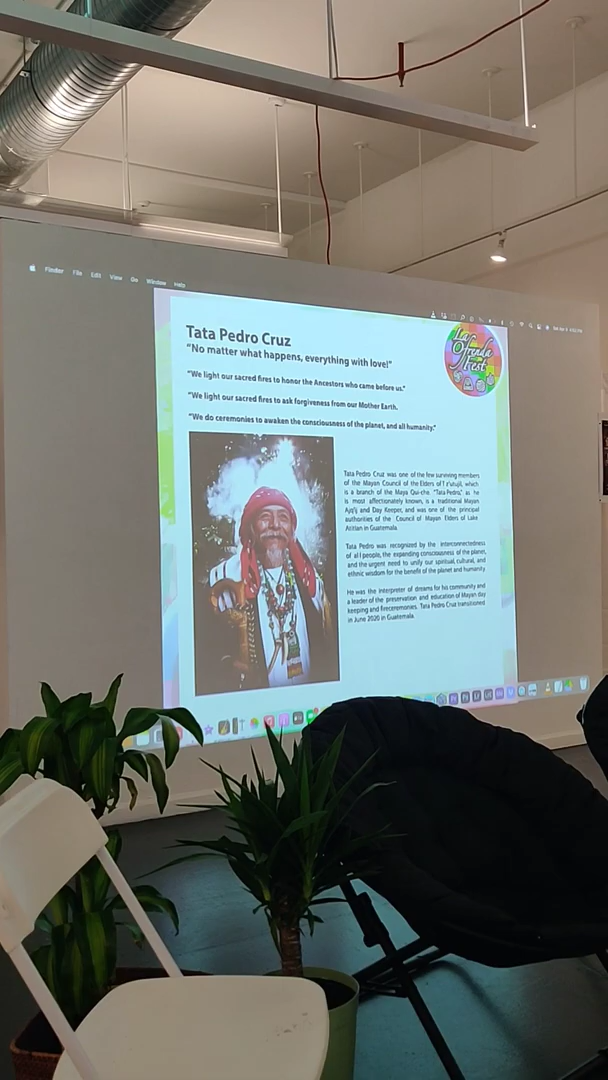 Finder File Edit View Go Window Help
Tata Pedro Cruz
"No matter what happens, everything with love!"
"We light our sacred fires to honor the Ancestors who came before us."
"We light our sacred fires to ask forgiveness from our Mother Earth.
"We do ceremonies to awaken the consciousness of the planet, and all humanity."
La
Ofrenda
Fest
Tata Pedro Cruz was one of the few surviving members
of the Mayan Council of the Elders of T'z'utujil, which
is a branch of the Maya Qui-che. "Tata Pedro," as he
is most affectionately known, is a traditional Mayan
Ajq'ij and Day Keeper, and was one of the principal
authorities of the Council of Mayan Elders of Lake
Atitlan in Guatemala.
Tata Pedro was recognized by the interconnectedness
of all people, the expanding consciousness of the planet,
and the urgent need to unify our spiritual, cultural, and
ethnic wisdom for the benefit of the planet and humanity
He was the interpreter of dreams for his community and
a leader of the preservation and education of Mayan day
keeping and fireceremonies. Tata Pedro Cruz transitioned
in June 2020 in Guatemala.